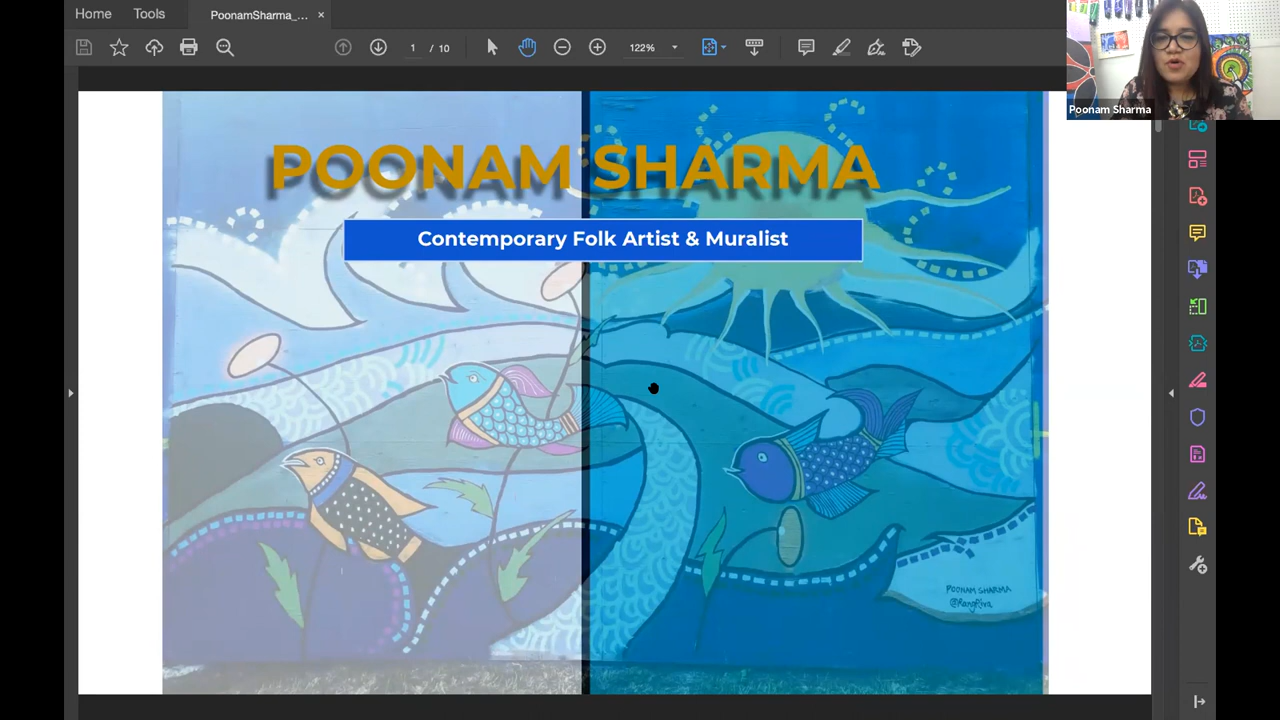 Home Tools PoonamSharma_... ×
1 / 10 122%
Poonam Sharma
POONAM SHARMA
Contemporary Folk Artist & Muralist
POONAM SHARMA
@RangRiva